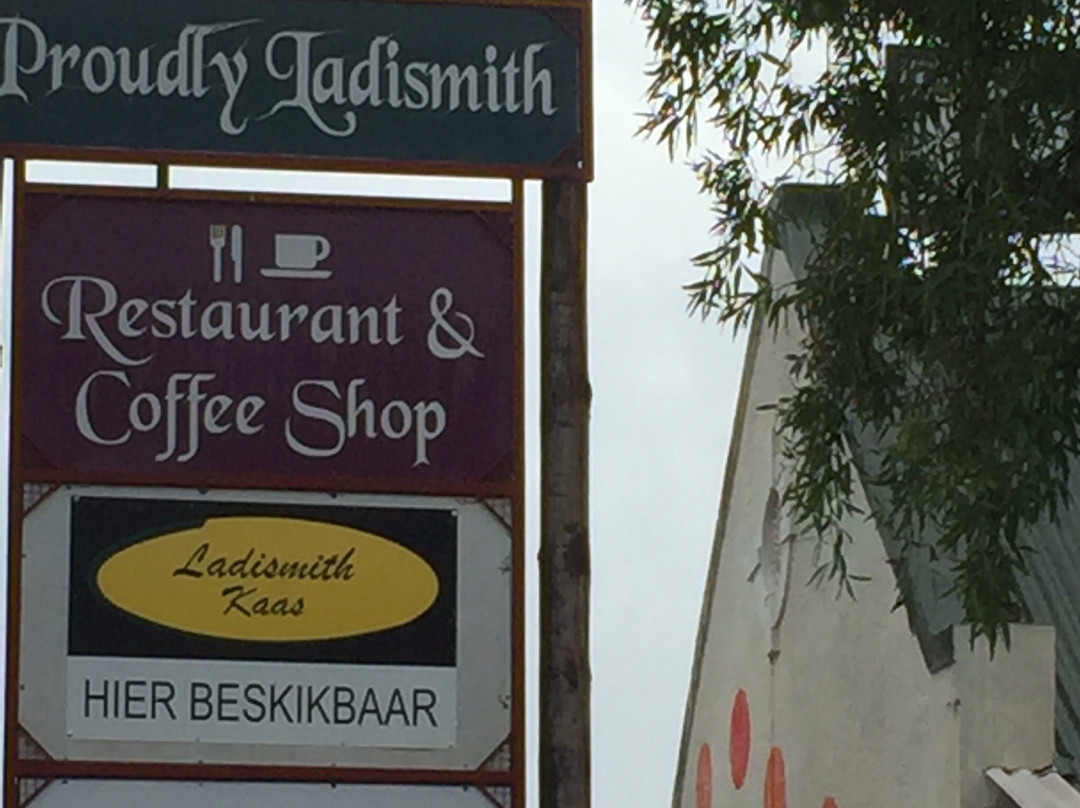 Proudly Ladismith
Restaurant &
Coffee Shop
Ladismith
Kaas
HIER BESKIKBAAR